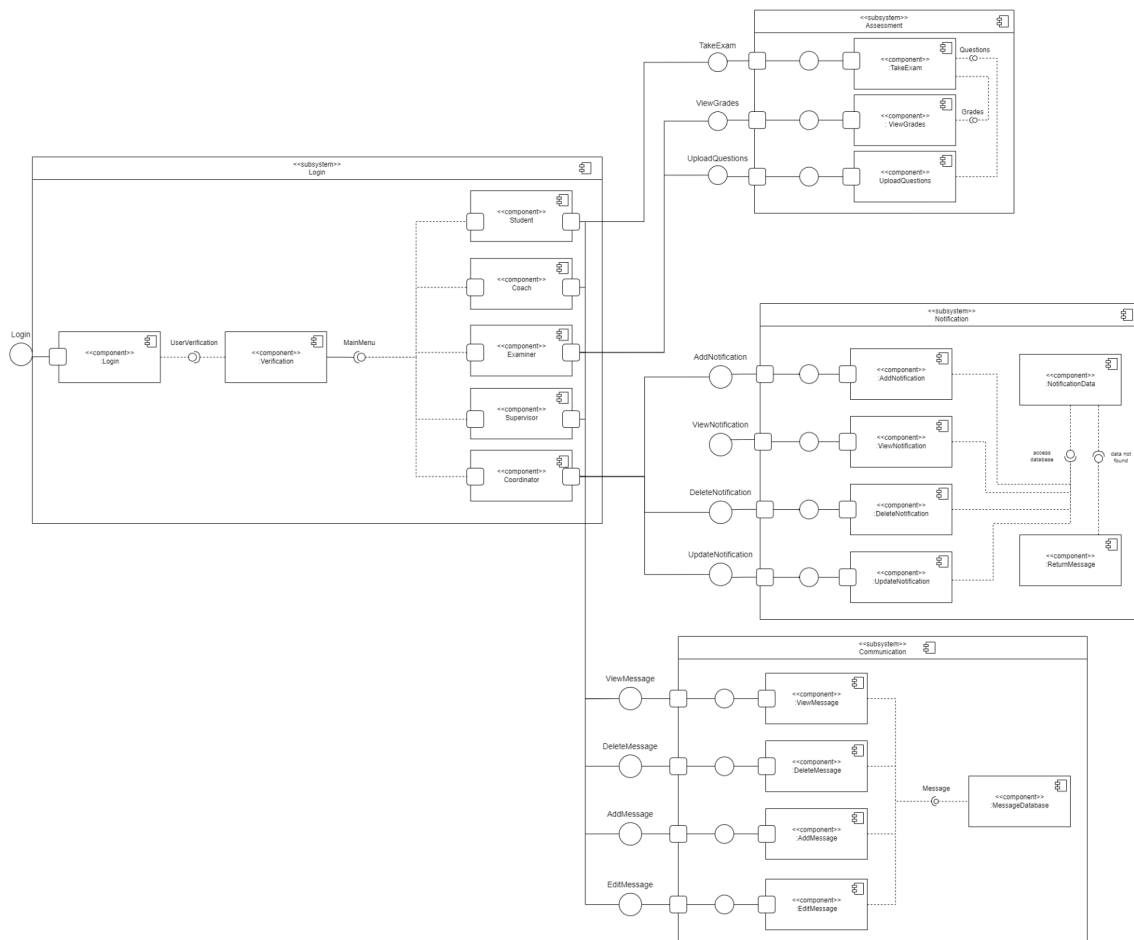 <<subsystem>>
Assessment
TakeExam
<<component>>
:TakeExam
Questions
ViewGrades
<<component>>
: ViewGrades
Grades
UploadQuestions
<<component>>
UploadQuestions
<<subsystem>>
Login
<<component>>
Student
<<component>>
Coach
Login
<<component>>
:Login
UserVerification
<<component>>
:Verification
MainMenu
<<component>>
Examiner
<<component>>
Supervisor
<<component>>
Coordinator
<<subsystem>>
Notification
AddNotification
<<component>>
:AddNotification
<<component>>
:NotificationData
ViewNotification
<<component>>
:ViewNotification
access
database
data not
found
DeleteNotification
<<component>>
:DeleteNotification
UpdateNotification
<<component>>
:UpdateNotification
<<component>>
:ReturnMessage
<<subsystem>>
Communication
ViewMessage
<<component>>
:ViewMessage
DeleteMessage
<<component>>
:DeleteMessage
Message
<<component>>
:MessageDatabase
AddMessage
<<component>>
:AddMessage
EditMessage
<<component>>
:EditMessage